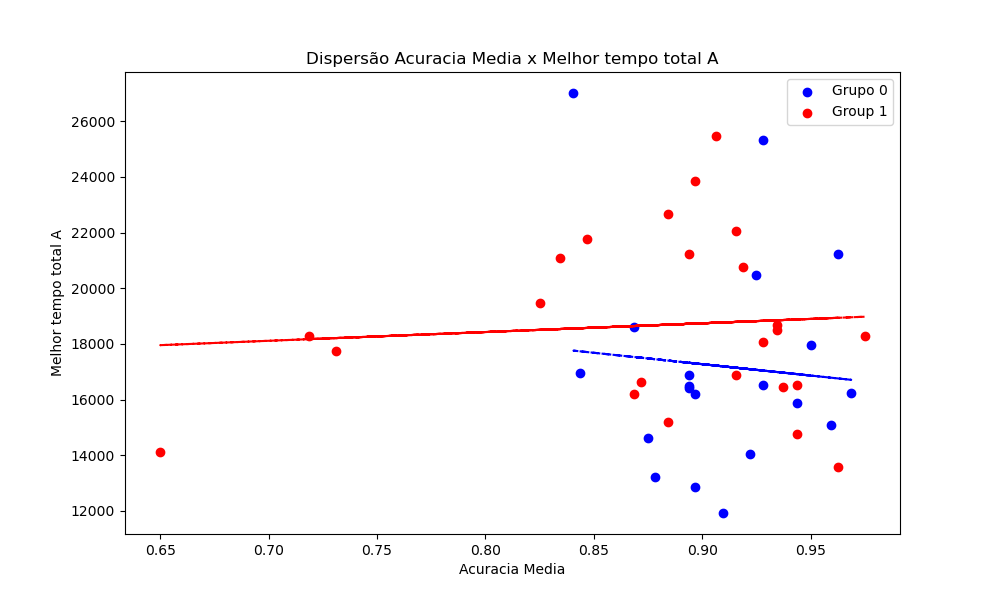 Dispersão Acuracia Media x Melhor tempo total A
Grupo 0
Group 1
26000
24000
22000
20000
18000
16000
14000
12000
Melhor tempo total A
0.65 0.70 0.75 0.80 0.85 0.90 0.95
Acuracia Media